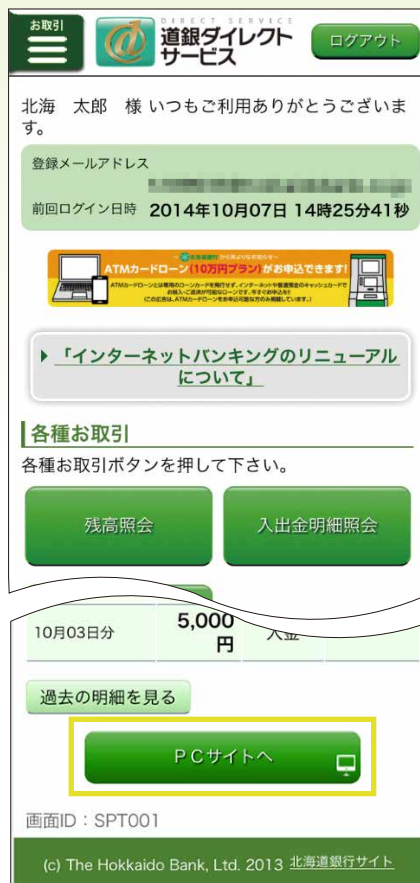 お取引
DIRECT SERVICE
道銀ダイレクト
サービス
ログアウト
北海 太郎 様 いつもご利用ありがとうございま
す。
登録メールアドレス
前回ログイン日時 2014年10月07日 14時25分41秒
ATMカードローン(10万円プラン)がお申込できます!
「インターネットバンキングのリニューアル
について」
各種お取引
各種お取引ボタンを押して下さい。
残高照会
入出金明細照会
10月03日分
5,000
円
入金
過去の明細を見る
PCサイトへ
画面ID:SPT001
(c) The Hokkaido Bank, Ltd. 2013 北海道銀行サイト